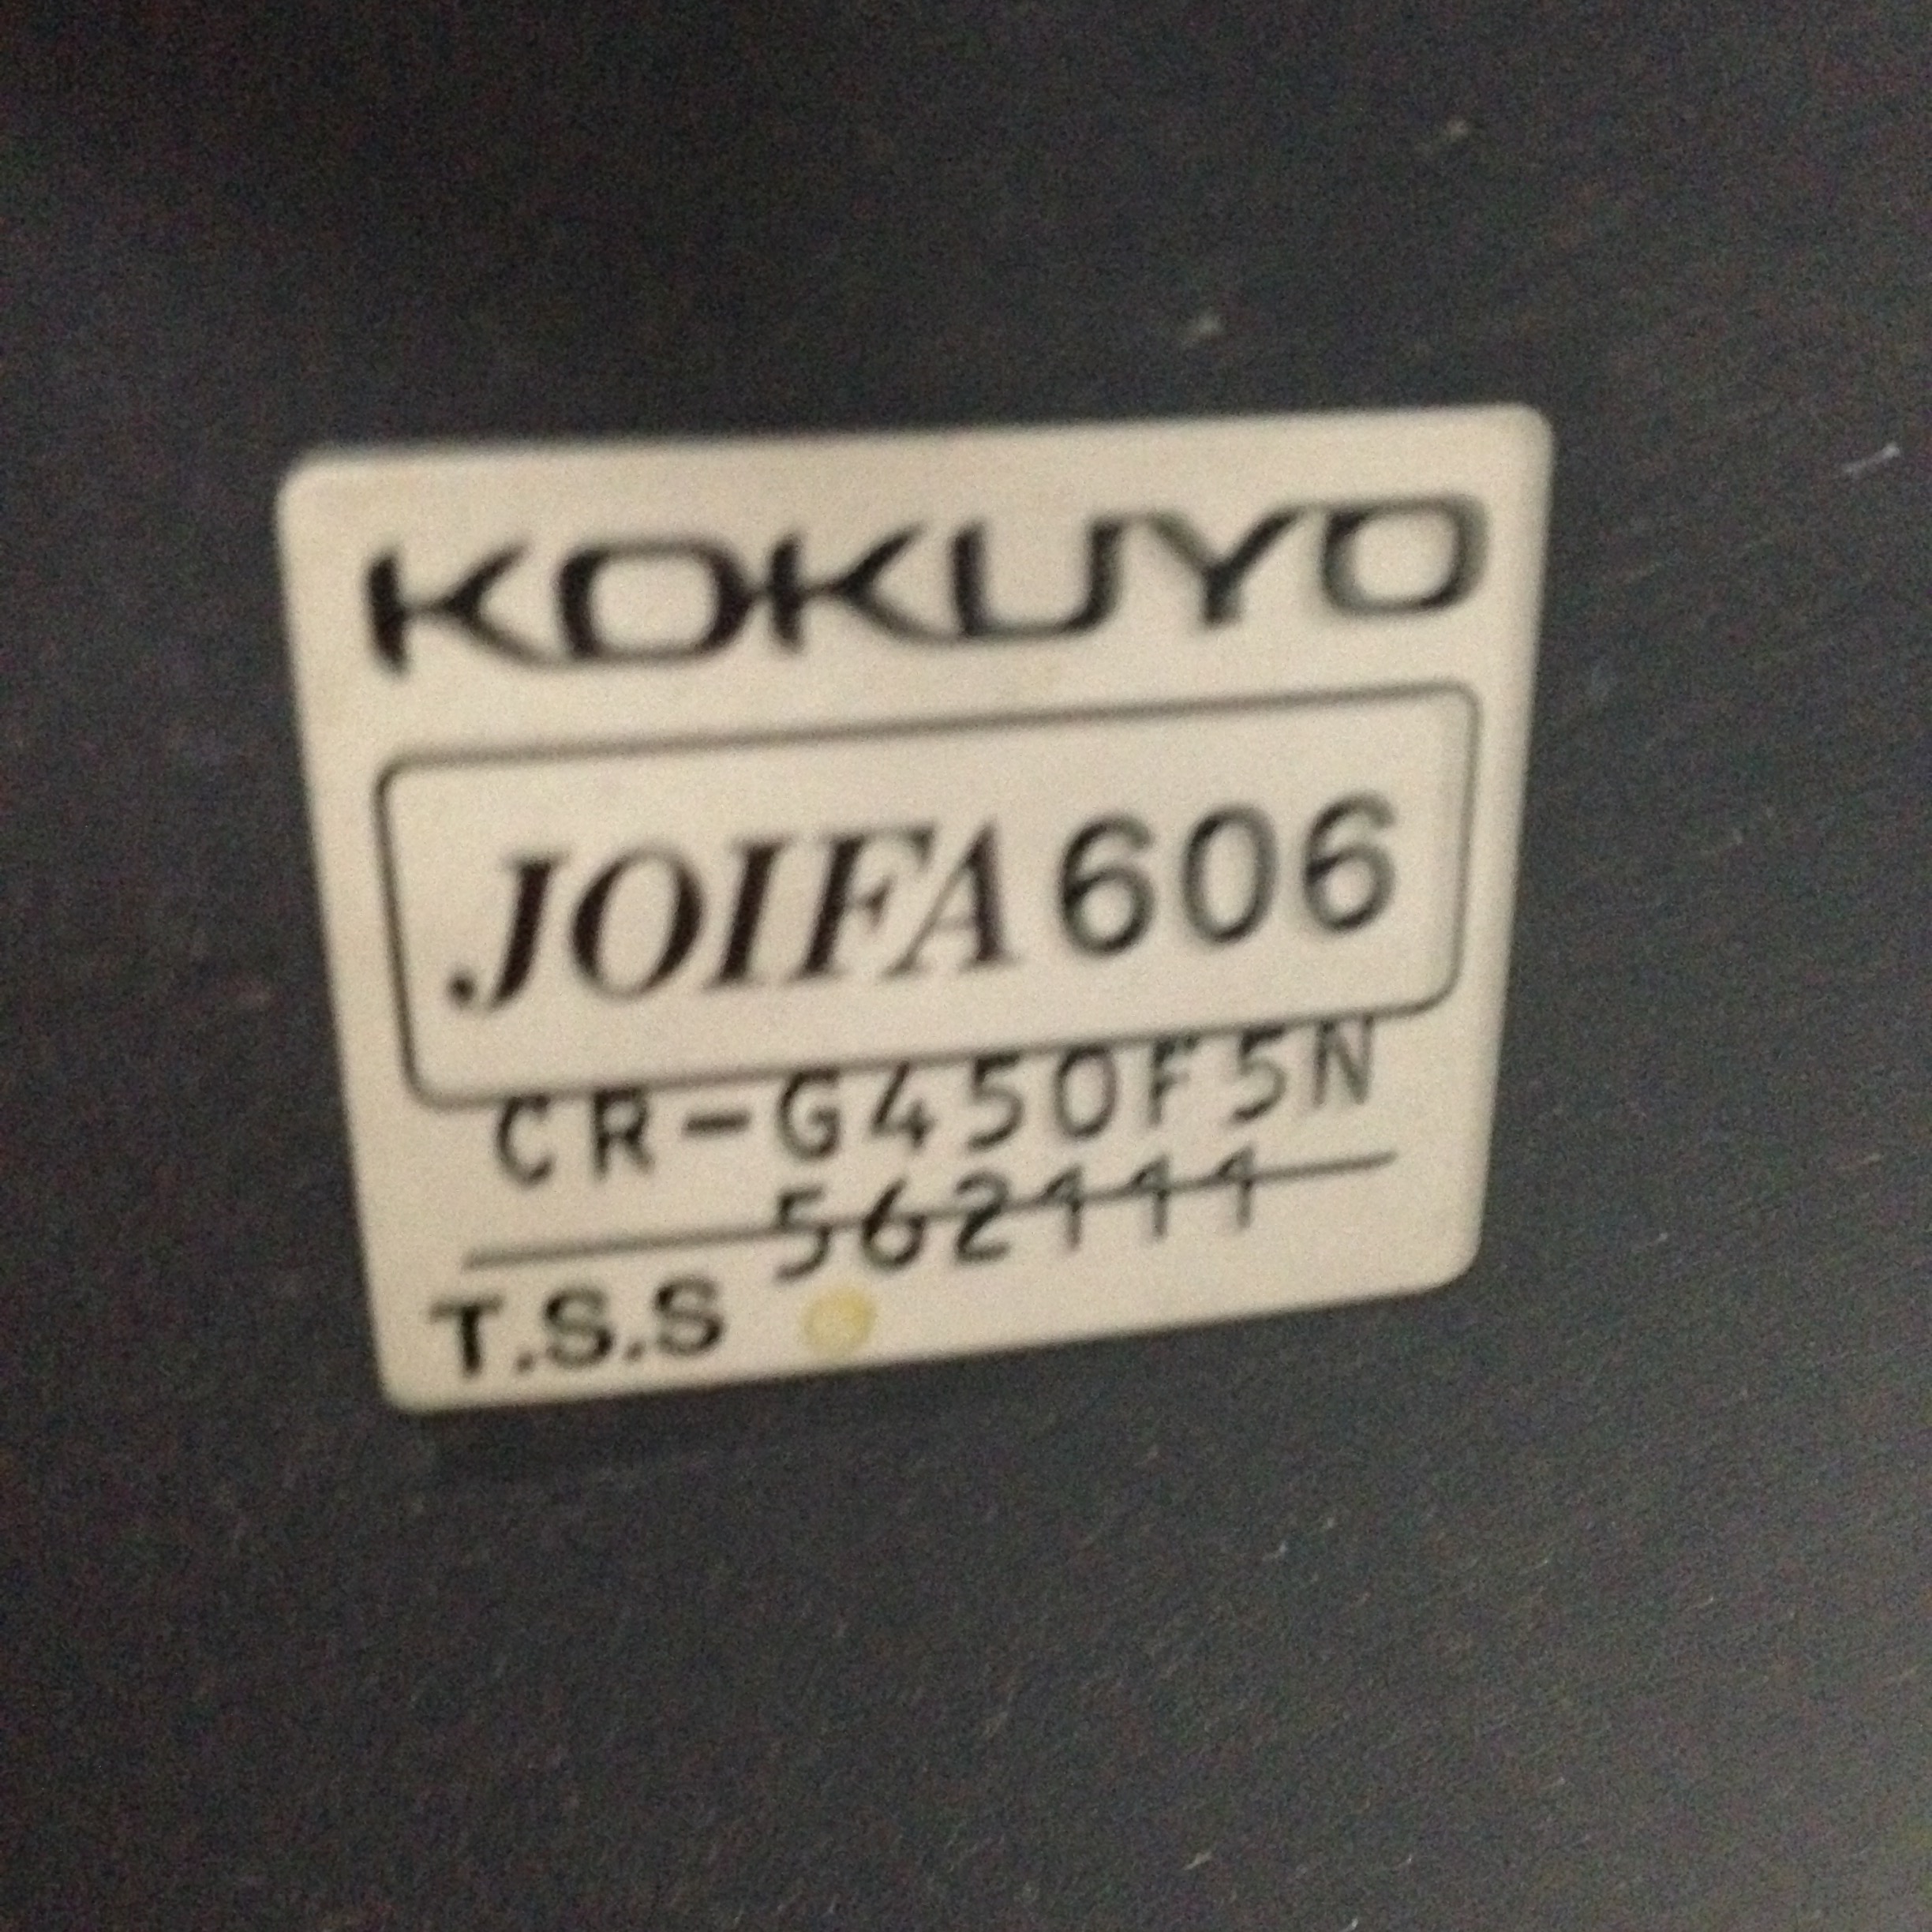 KOKUYO
JOIFA 606
CR-G450F5N
562111
T.S.S